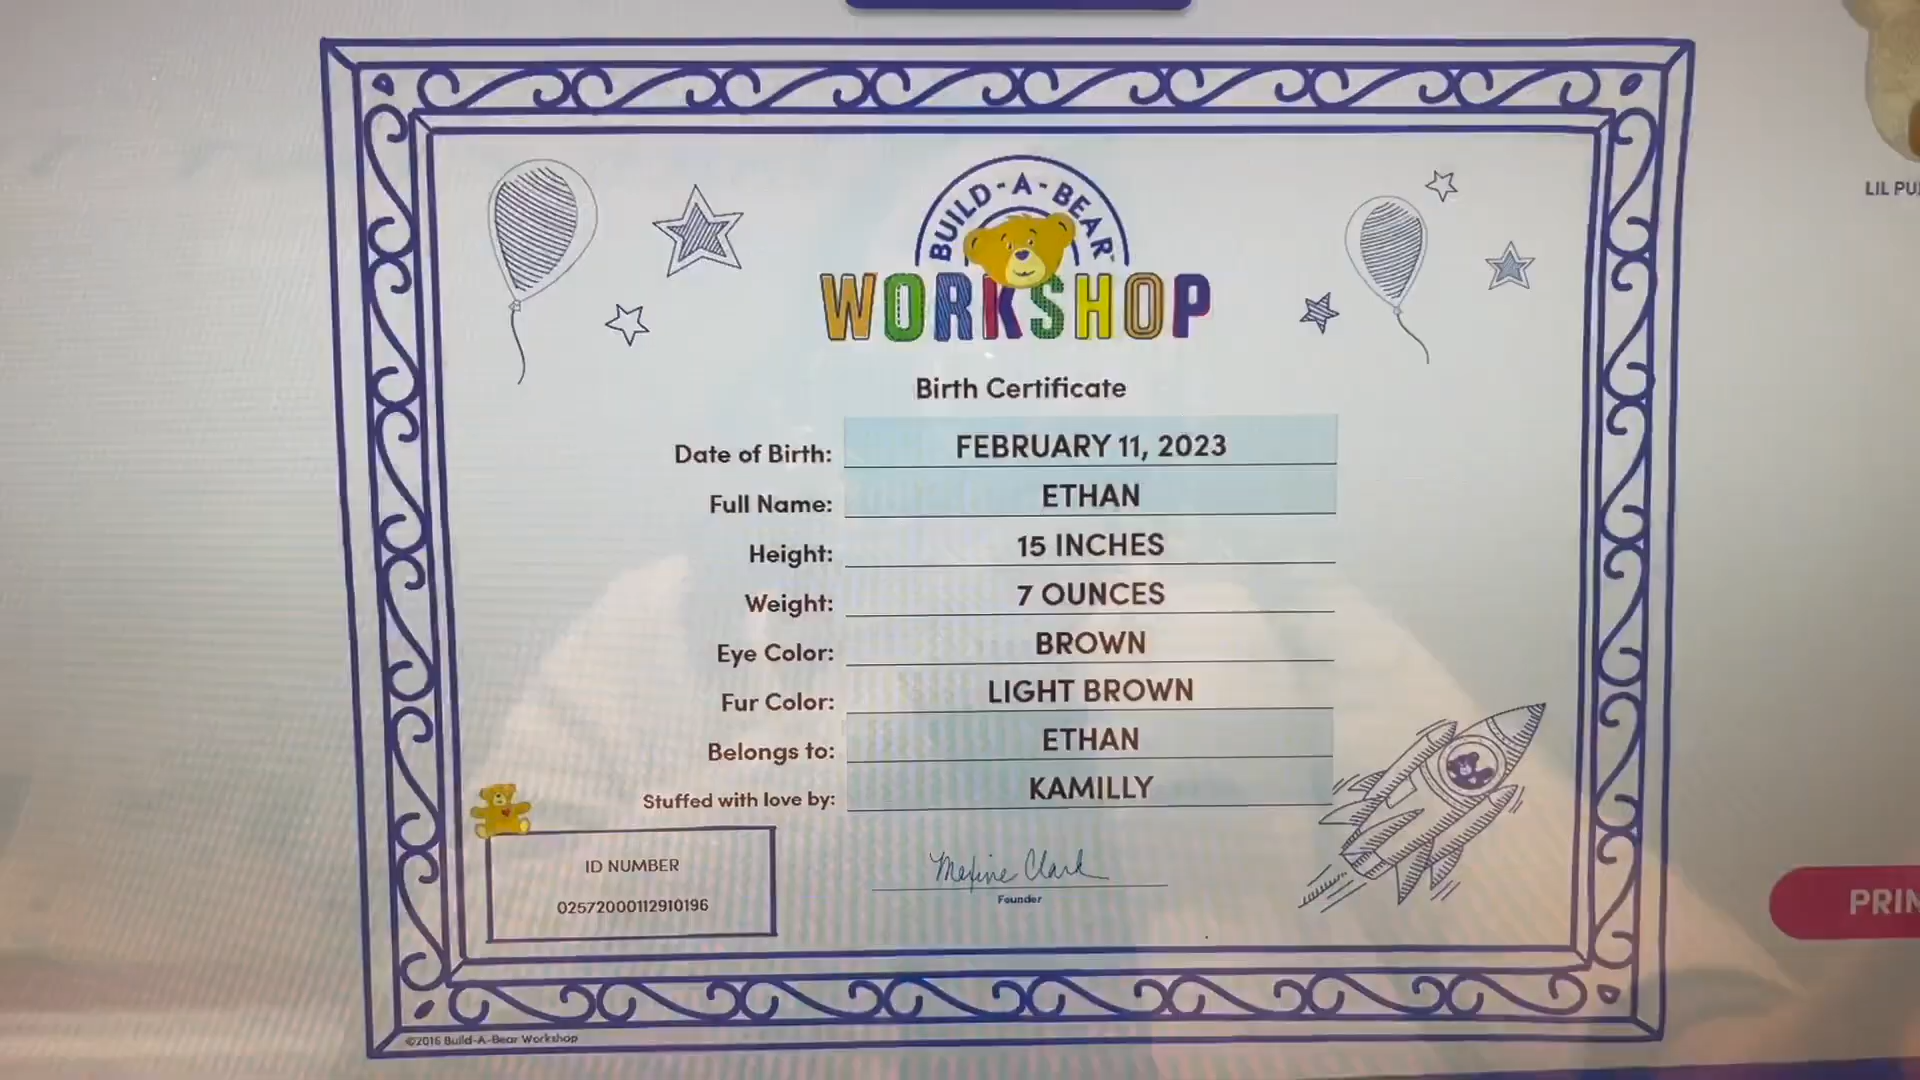 BUILD-A-BEAR
WORKSHOP
Birth Certificate
Date of Birth: FEBRUARY 11, 2023
Full Name: ETHAN
Height: 15 INCHES
Weight: 7 OUNCES
Eye Color: BROWN
Fur Color: LIGHT BROWN
Belongs to: ETHAN
Stuffed with love by: KAMILLY
ID NUMBER
02572000112910196
Maxine Clark
Founder
©2016 Build-A-Bear Workshop
LIL